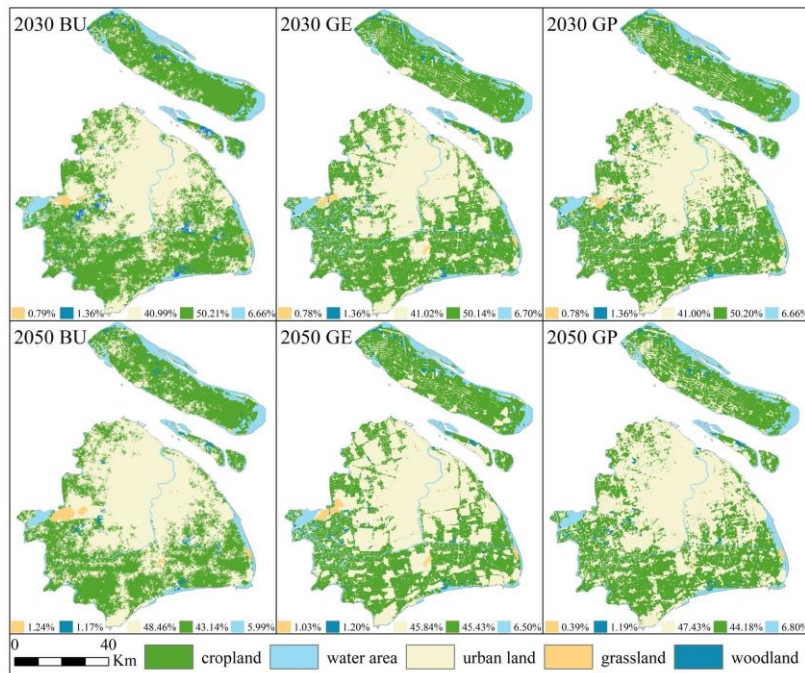 2030 BU
2030 GE
2030 GP
0.79% 1.36% 40.99% 50.21% 6.66%
0.78% 1.36% 41.02% 50.14% 6.70%
0.78% 1.36% 41.00% 50.20% 6.66%
2050 BU
2050 GE
2050 GP
1.24% 1.17% 48.46% 43.14% 5.99%
1.03% 1.20% 45.84% 45.43% 6.50%
0.39% 1.19% 47.43% 44.18% 6.80%
0 40
Km
cropland water area urban land grassland woodland